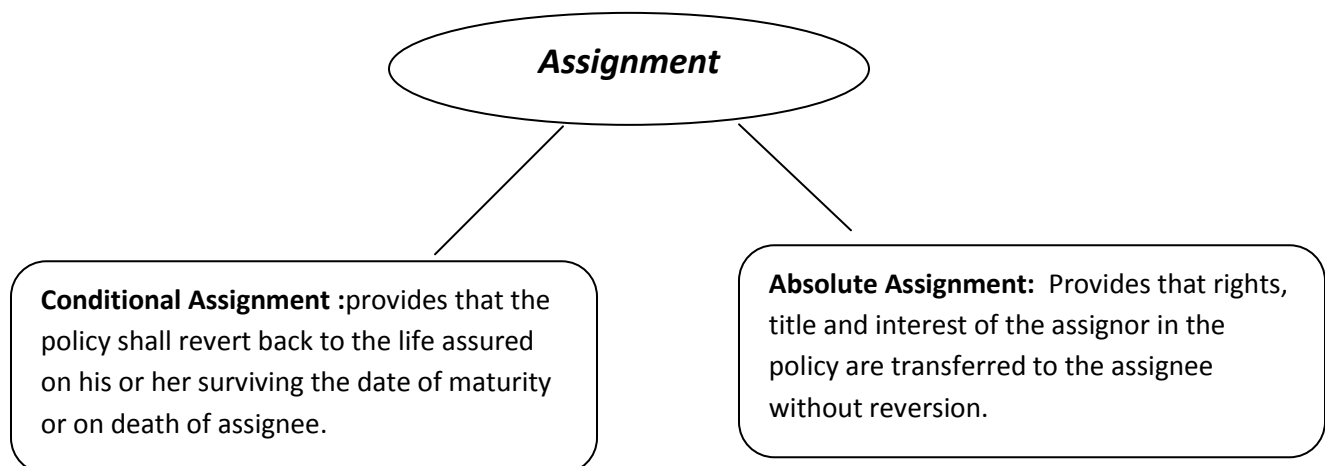 Assignment
Conditional Assignment :provides that the
policy shall revert back to the life assured
on his or her surviving the date of maturity
or on death of assignee.
Absolute Assignment:  Provides that rights,
title and interest of the assignor in the
policy are transferred to the assignee
without reversion.